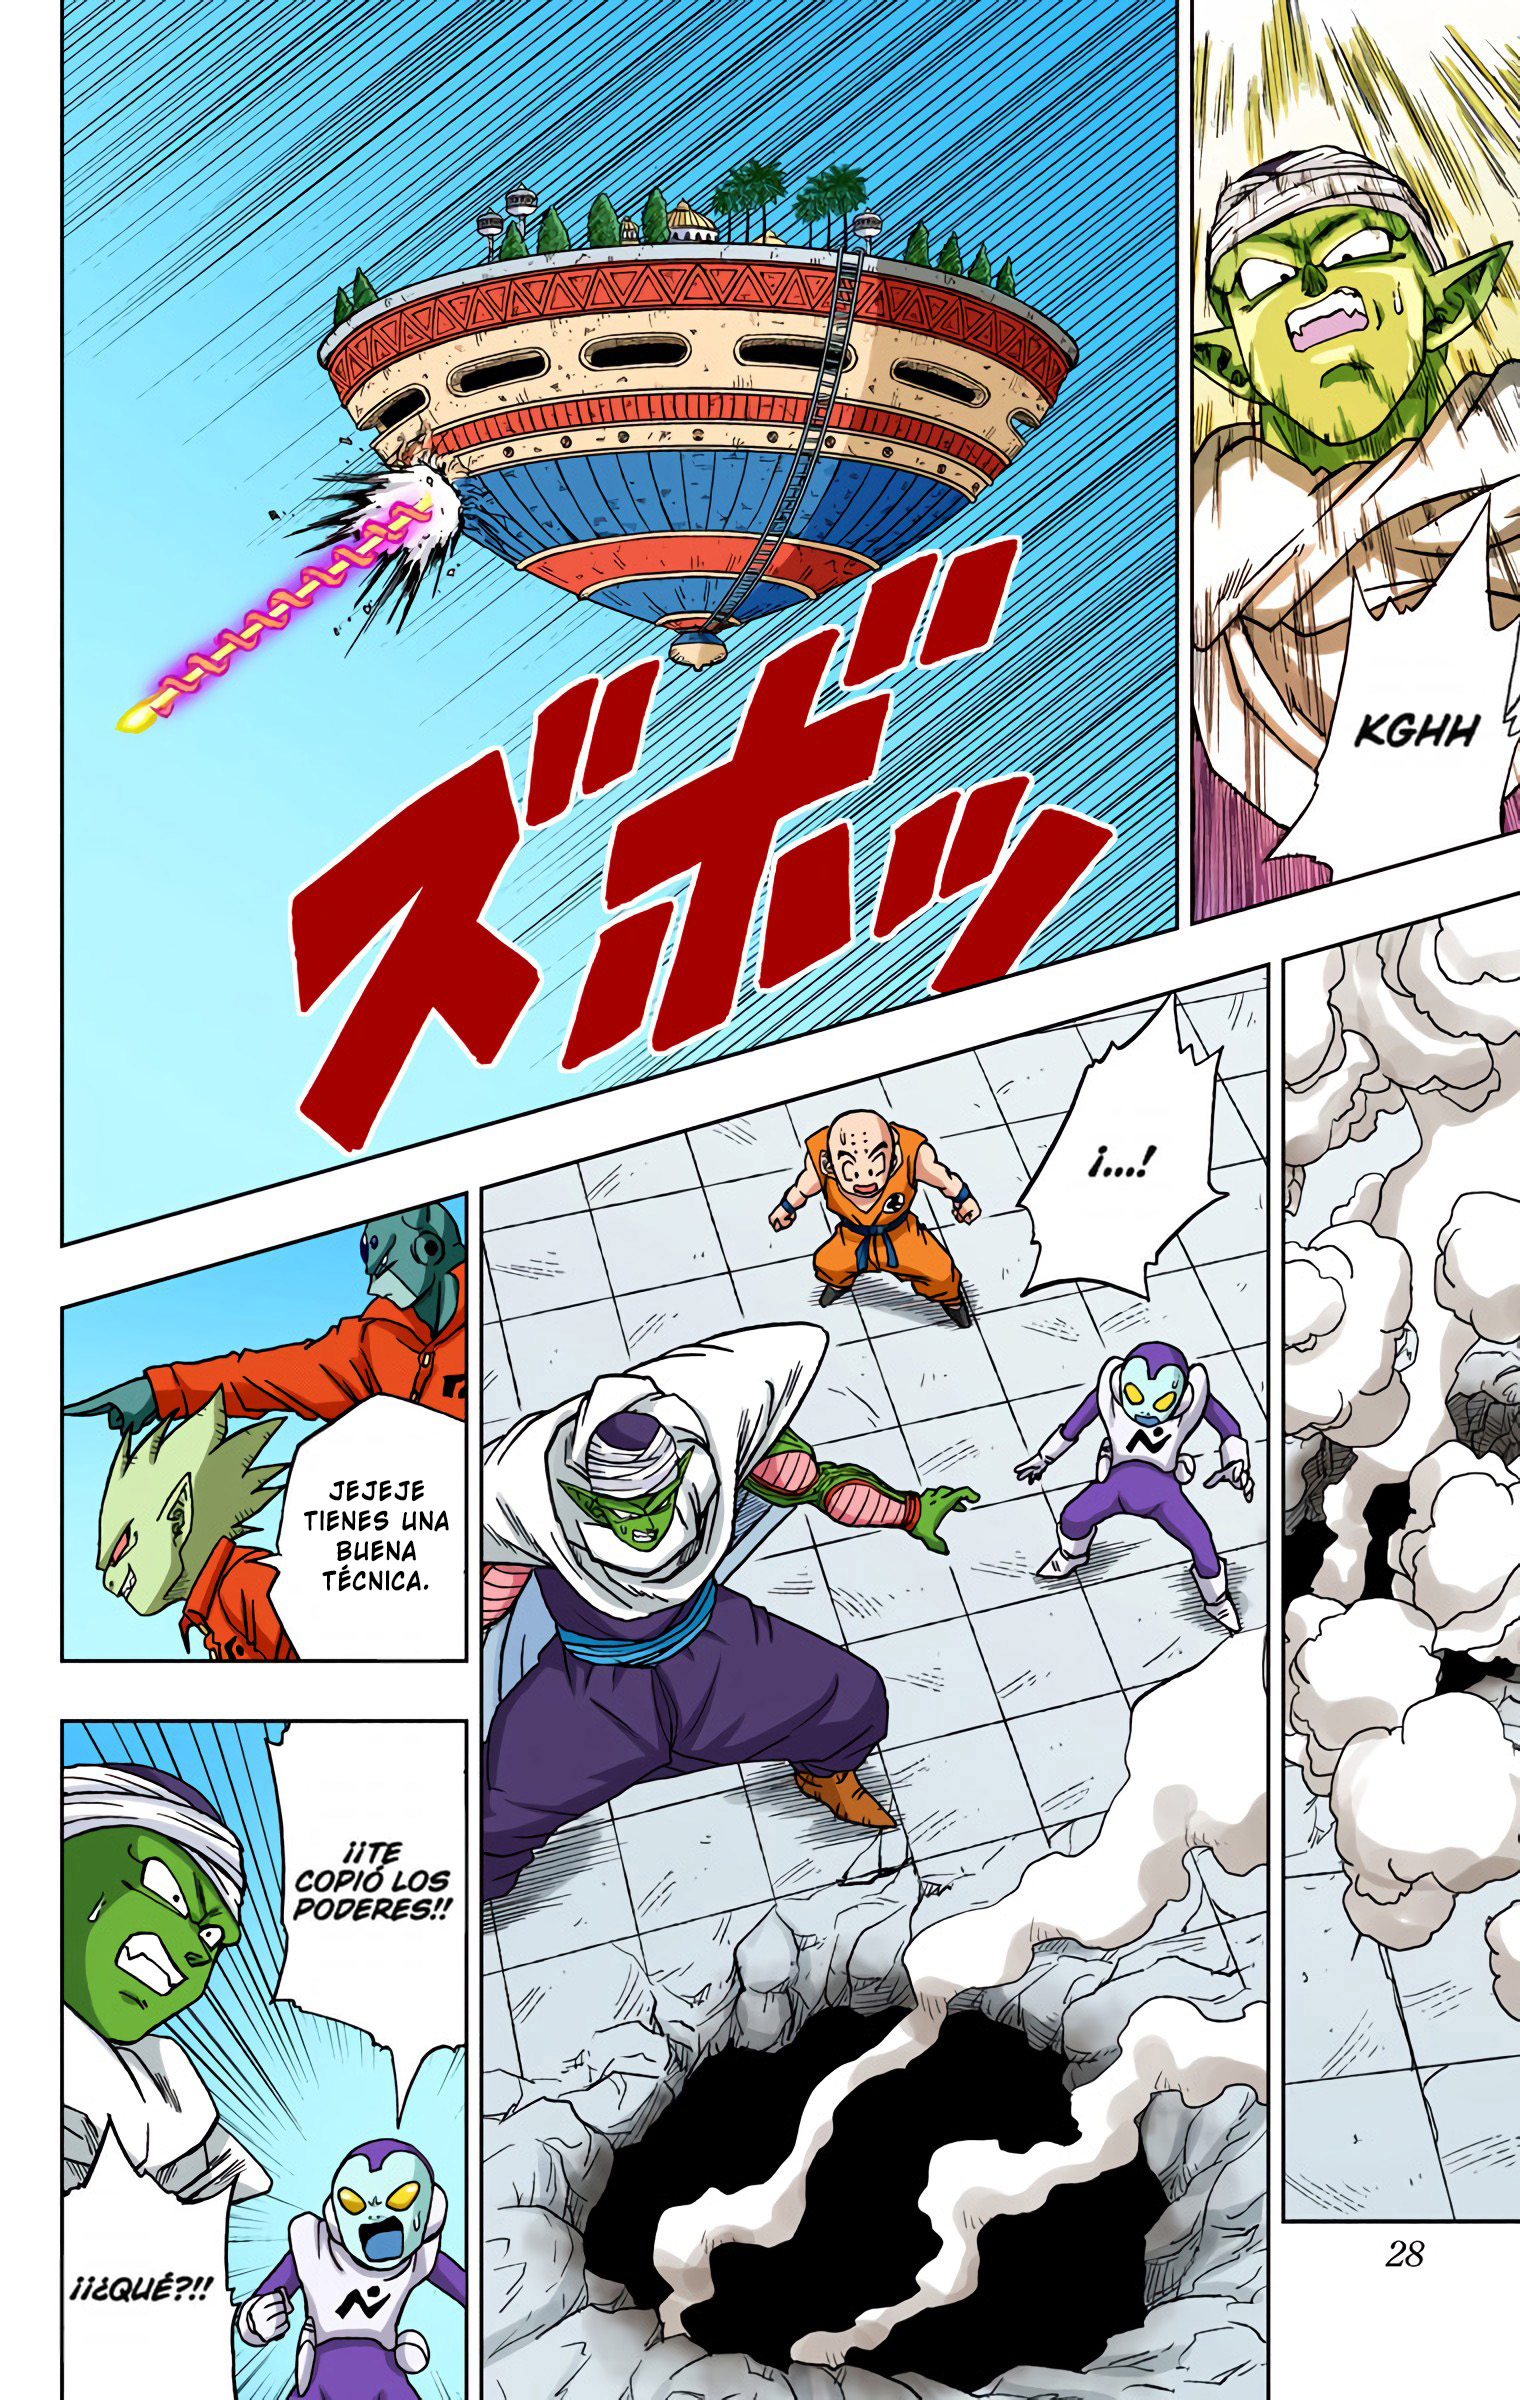 KGHH
ズボッ
¡....!
JEJEJE
TIENES UNA
BUENA
TÉCNICA.
¡¡TE
COPIÓ LOS
PODERES!!
¡¡¿QUÉ?!!
28